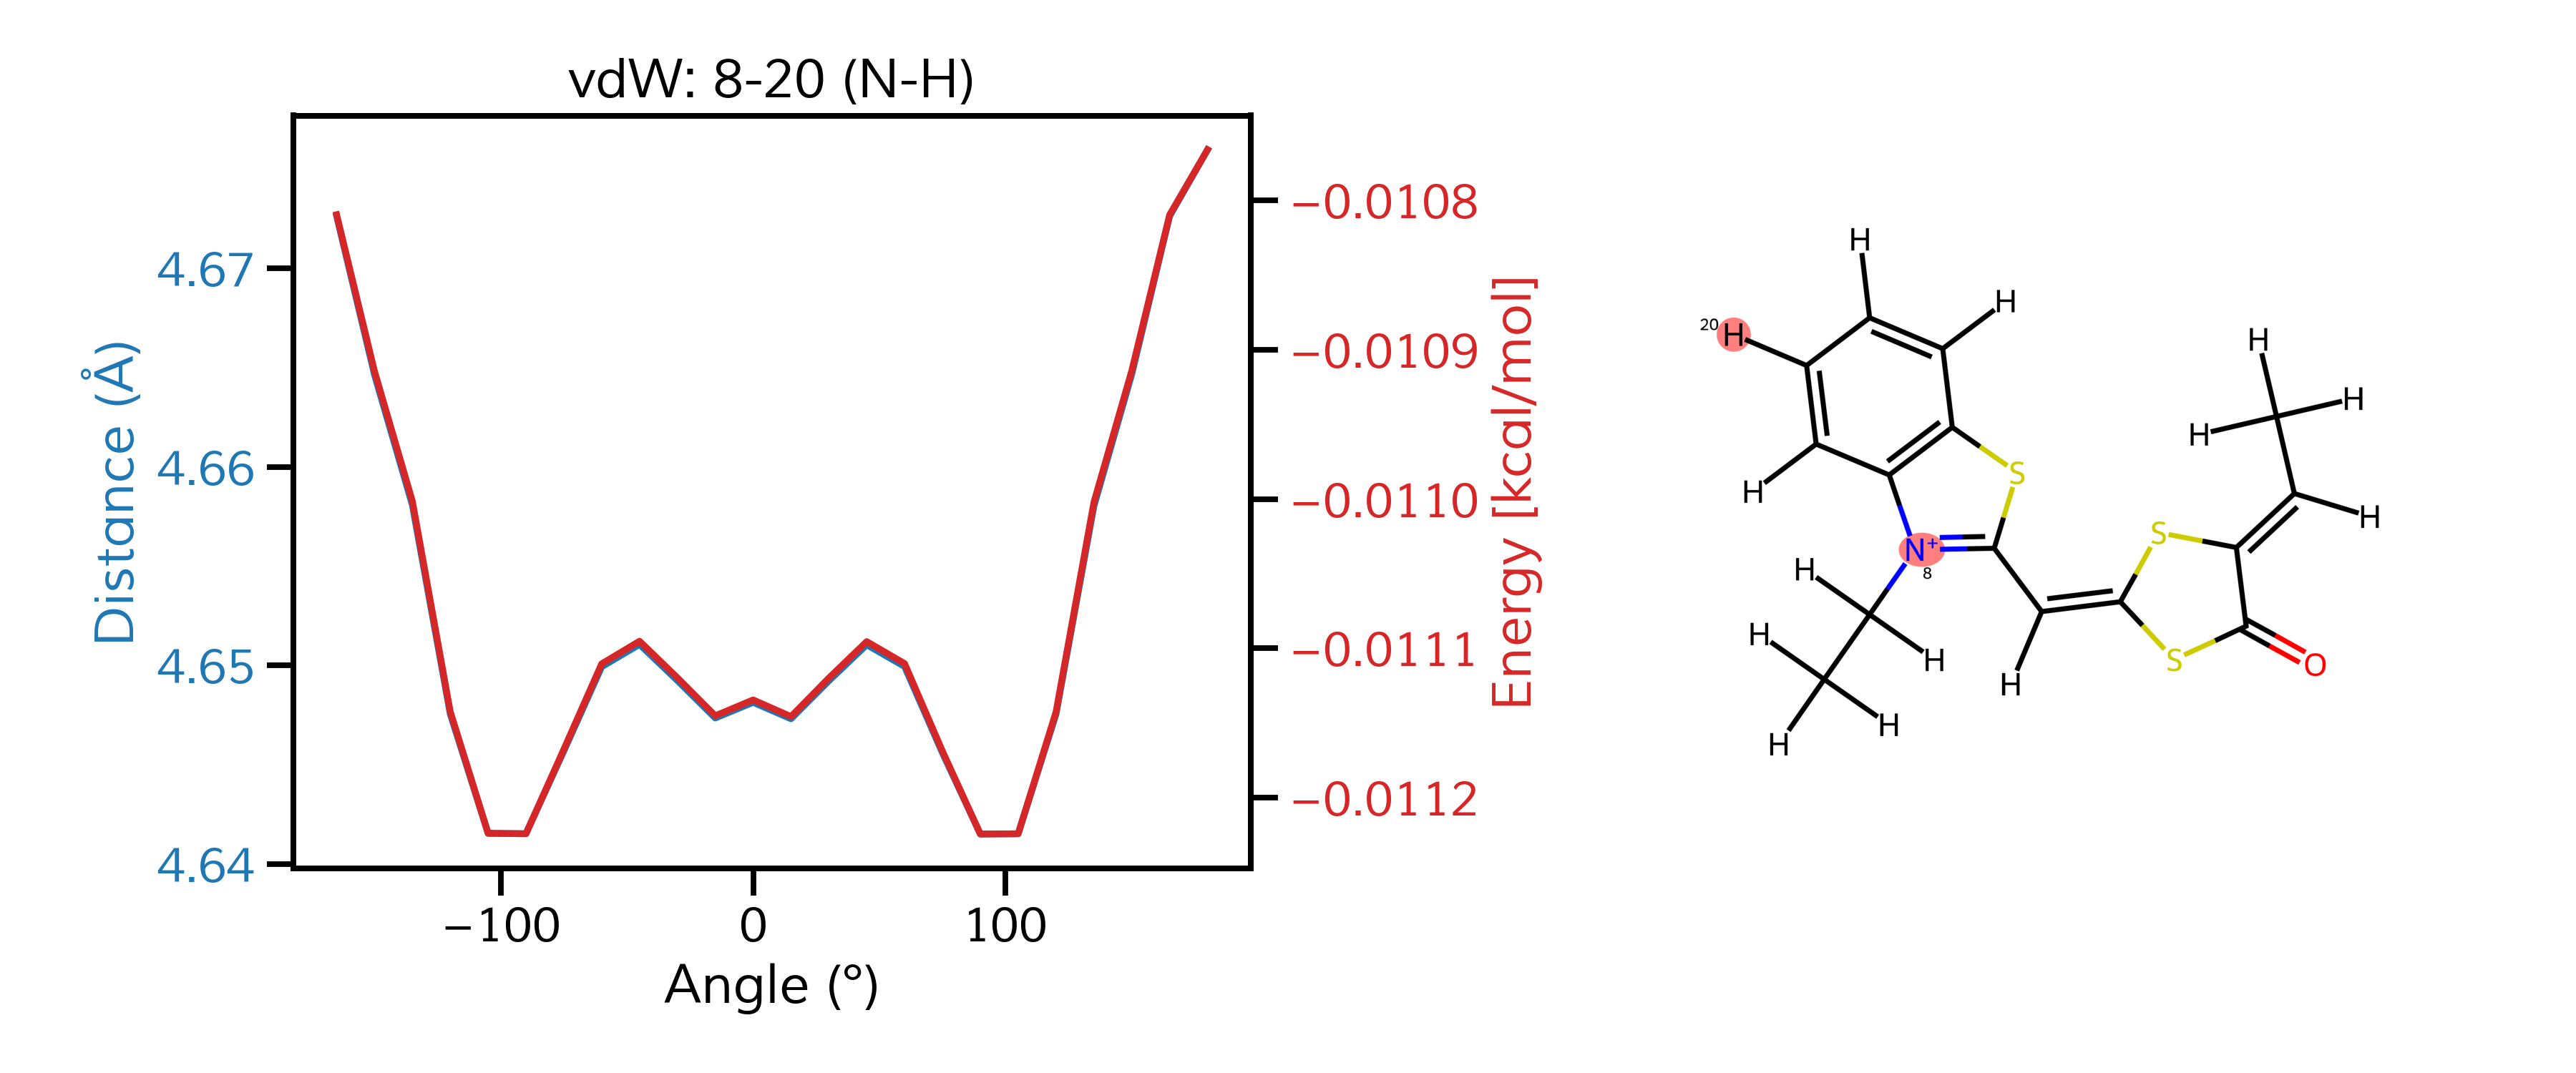 vdW: 8-20 (N-H)
Distance (Å)
4.67
4.66
4.65
4.64
−100
0
100
Angle (°)
−0.0108
−0.0109
−0.0110
−0.0111
−0.0112
Energy [kcal/mol]
H
H
20 H
H
H
H
H
S
S
H
N+
8
H
H
H
S
O
H
H
H
H